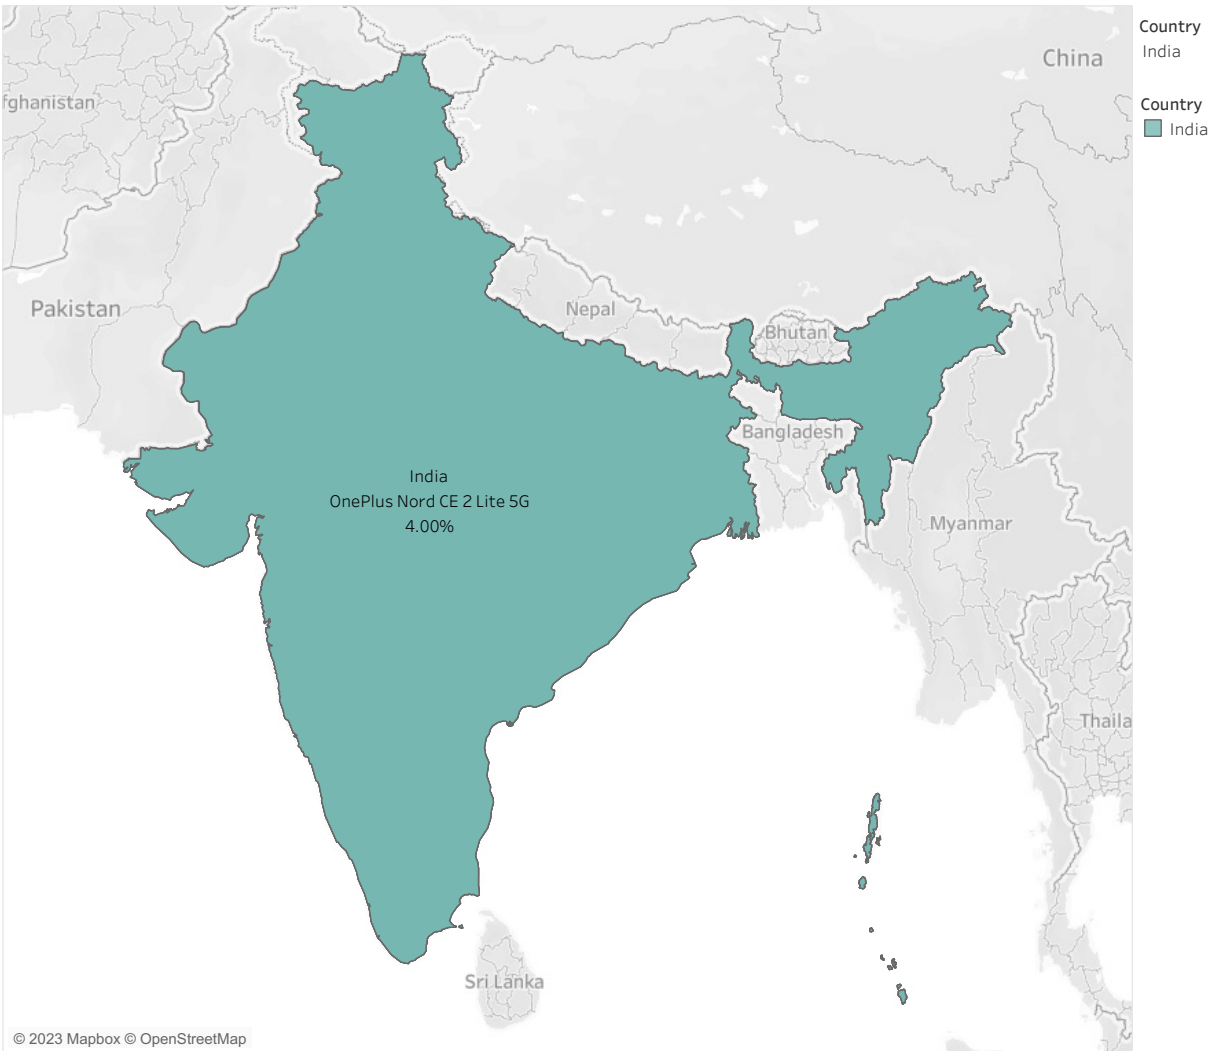 Country
India
Country
India
China
fghanistan
Pakistan
Nepal
Bhutan
Bangladesh
India
OnePlus Nord CE 2 Lite 5G
4.00%
Myanmar
Thaila
Sri Lanka
© 2023 Mapbox © OpenStreetMap